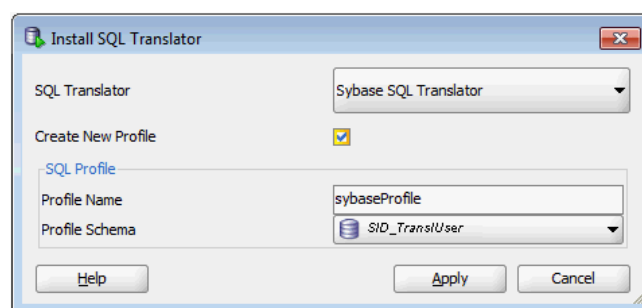 Install SQL Translator
SQL Translator Sybase SQL Translator
Create New Profile
SQL Profile
Profile Name sybaseProfile
Profile Schema SID_TranslUser
Help Apply Cancel